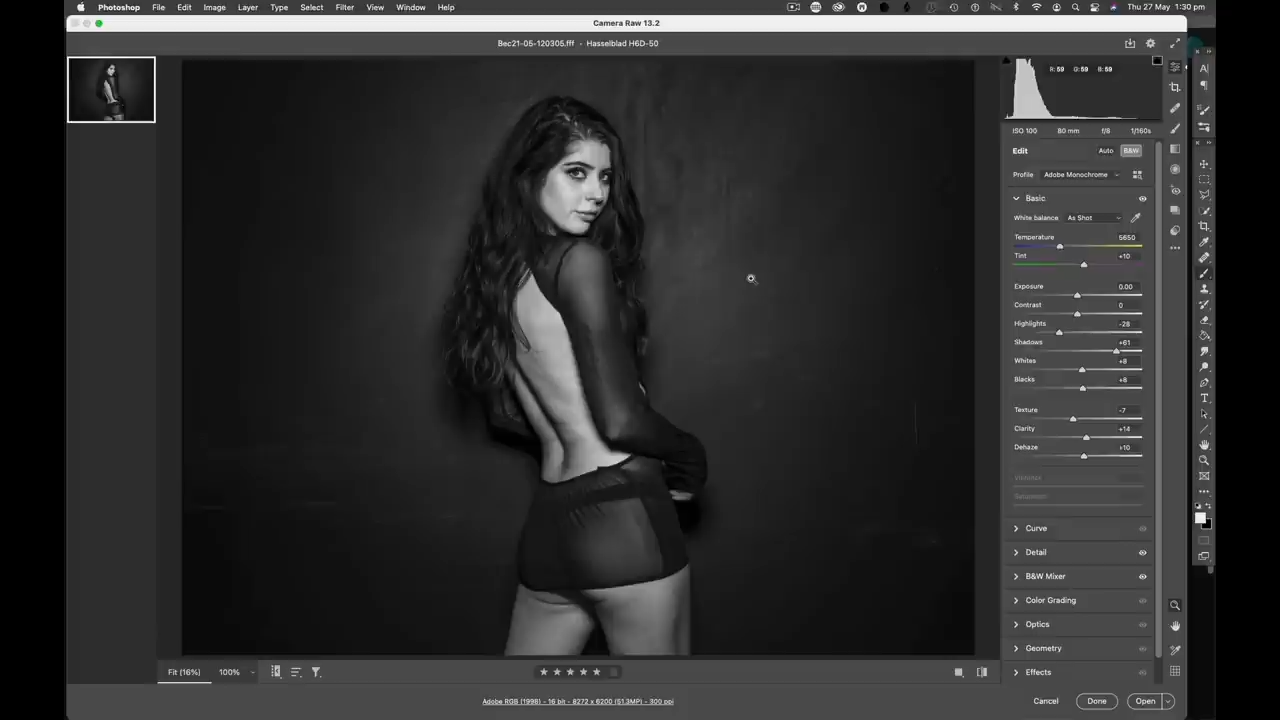 Photoshop File Edit Image Layer Type Select Filter View Window Help
Thu 27 May 1:30 pm
Camera Raw 13.2
Bec21-05-120305.fff - Hasselblad H6D-50
R: 59 G: 59 B: 59
ISO 100 80 mm f/8 1/160s
Edit Auto B&W
Profile Adobe Monochrome
Basic
White balance: As Shot
Temperature 5650
Tint +10
Exposure 0.00
Contrast 0
Highlights -28
Shadows +61
Whites +8
Blacks +8
Texture -7
Clarity +14
Dehaze +10
Vibrance
Saturation
Curve
Detail
B&W Mixer
Color Grading
Optics
Geometry
Effects
Fit (16%) 100%
Adobe RGB (1998) - 16 bit - 8272 x 6200 (51.3MP) - 300 ppi
Cancel Done Open